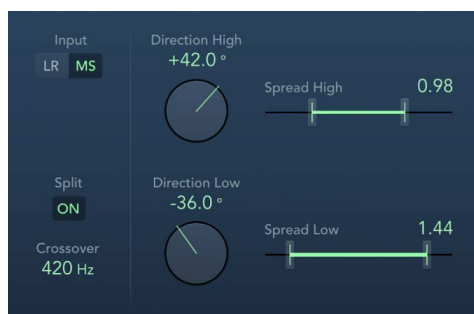 Input
LR MS
Direction High
+42.0 °
Spread High 0.98
Split
ON
Direction Low
-36.0 °
Spread Low 1.44
Crossover
420 Hz